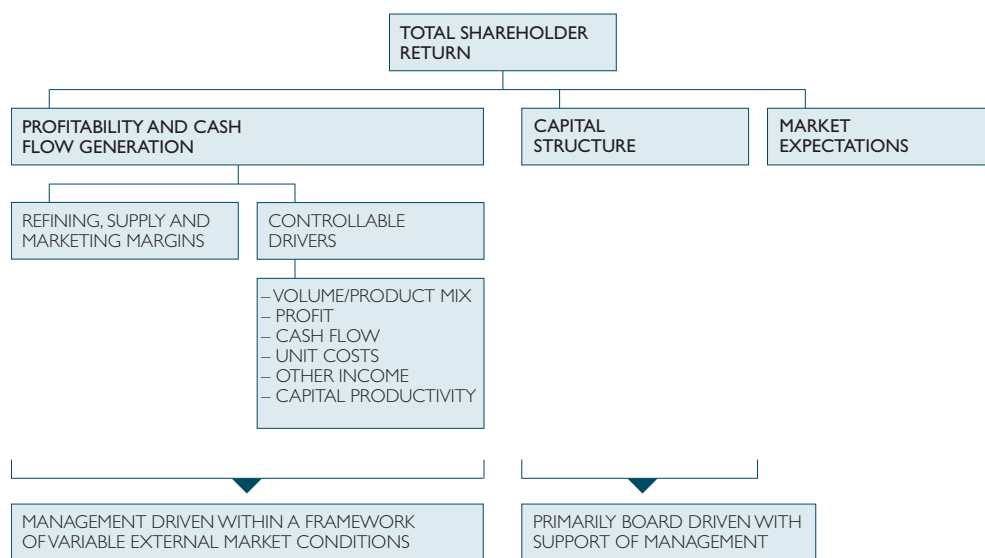 TOTAL SHAREHOLDER
RETURN
PROFITABILITY AND CASH
FLOW GENERATION
CAPITAL
STRUCTURE
MARKET
EXPECTATIONS
REFINING, SUPPLY AND
MARKETING MARGINS
CONTROLLABLE
DRIVERS
– VOLUME/PRODUCT MIX
– PROFIT
– CASH FLOW
– UNIT COSTS
– OTHER INCOME
– CAPITAL PRODUCTIVITY
MANAGEMENT DRIVEN WITHIN A FRAMEWORK
OF VARIABLE EXTERNAL MARKET CONDITIONS
PRIMARILY BOARD DRIVEN WITH
SUPPORT OF MANAGEMENT